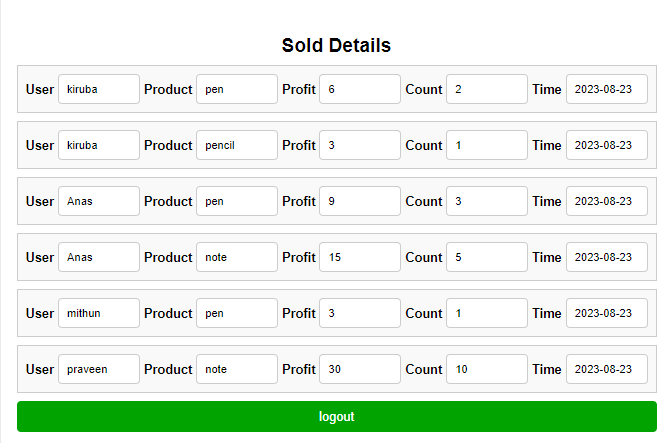 Sold Details
User kiruba Product pen Profit 6 Count 2 Time 2023-08-23
User kiruba Product pencil Profit 3 Count 1 Time 2023-08-23
User Anas Product pen Profit 9 Count 3 Time 2023-08-23
User Anas Product note Profit 15 Count 5 Time 2023-08-23
User mithun Product pen Profit 3 Count 1 Time 2023-08-23
User praveen Product note Profit 30 Count 10 Time 2023-08-23
logout